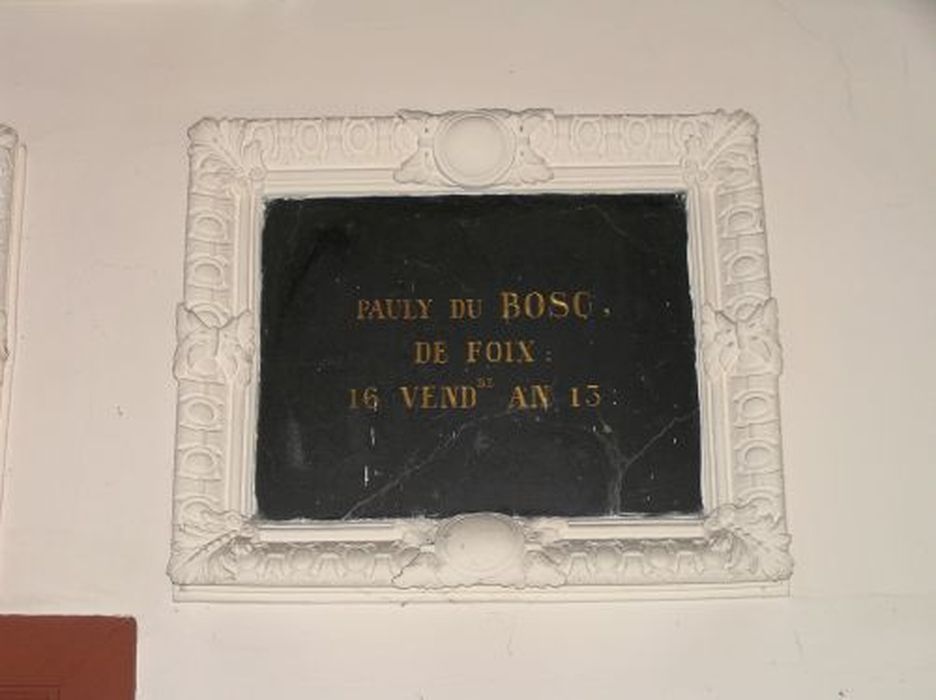 PAULY DU BOSC,
DE FOIX:
16 VEND^RE AN 13: